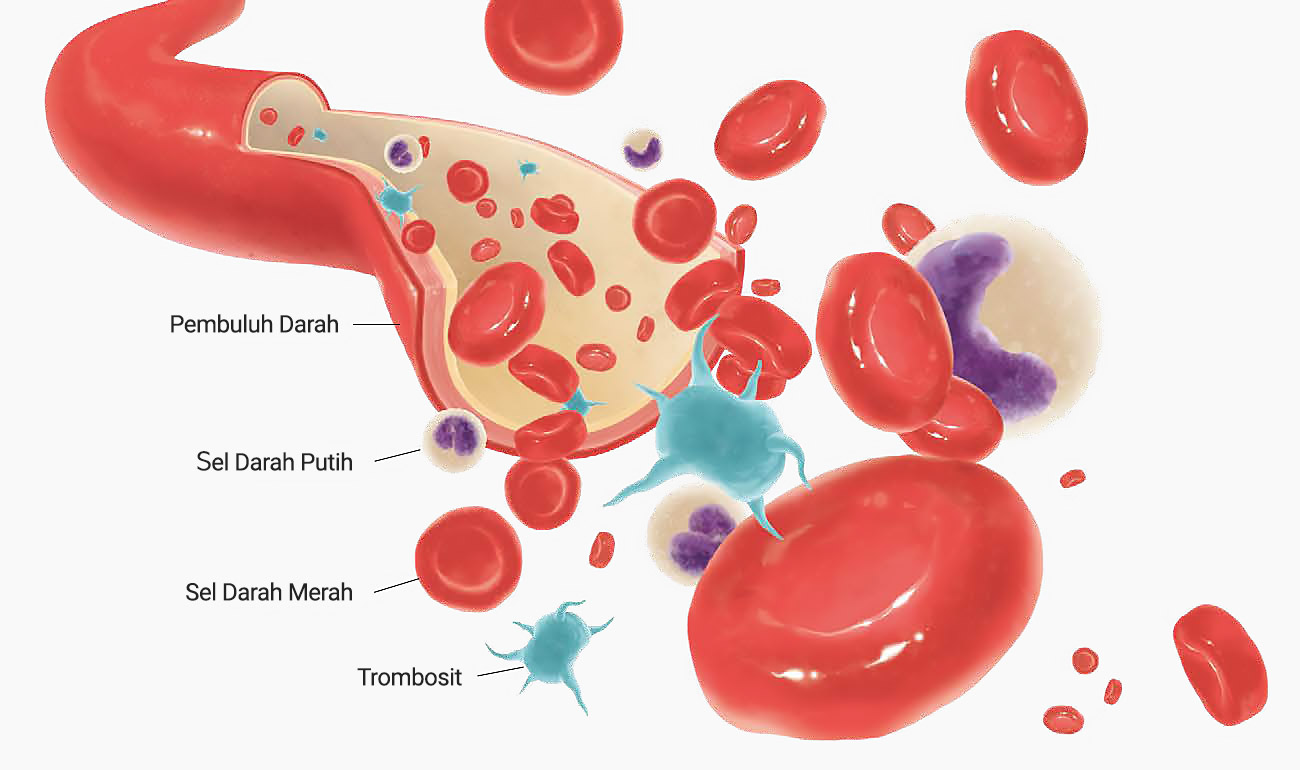 Pembuluh Darah
Sel Darah Putih
Sel Darah Merah
Trombosit